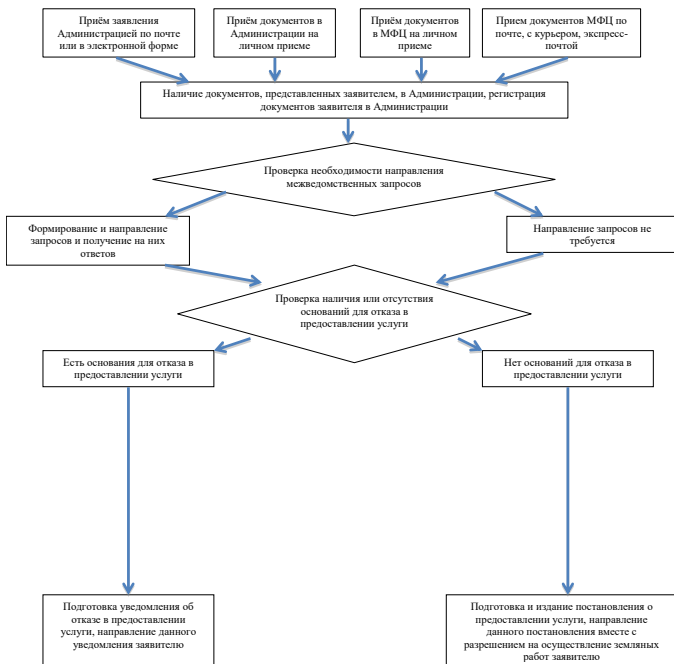 Приём заявления
Администрацией по почте
или в электронной форме
Приём документов в
Администрации на
личном приеме
Приём документов
в МФЦ на личном
приеме
Прием документов МФЦ по
почте, с курьером, экспресс-
почтой
Наличие документов, представленных заявителем, в Администрации, регистрация
документов заявителя в Администрации
Проверка необходимости направления
межведомственных запросов
Формирование и направление
запросов и получение на них
ответов
Направление запросов не
требуется
Проверка наличия или отсутствия
оснований для отказа в
предоставлении услуги
Есть основания для отказа в
предоставлении услуги
Нет оснований для отказа в
предоставлении услуги
Подготовка уведомления об
отказе в предоставлении
услуги, направление данного
уведомления заявителю
Подготовка и издание постановления о
предоставлении услуги, направление
данного постановления вместе с
разрешением на осуществление земляных
работ заявителю